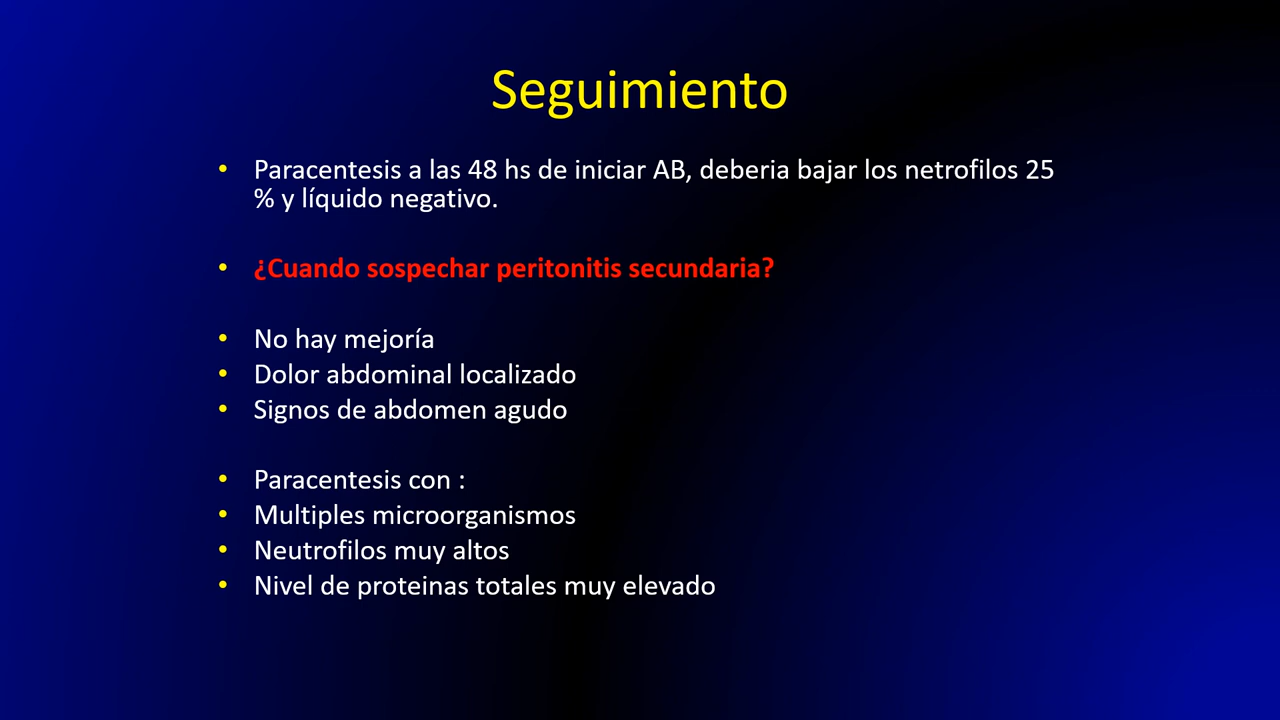 Seguimiento
• Paracentesis a las 48 hs de iniciar AB, deberia bajar los netrofilos 25
% y líquido negativo.
• ¿Cuando sospechar peritonitis secundaria?
• No hay mejoría
• Dolor abdominal localizado
• Signos de abdomen agudo
• Paracentesis con :
• Multiples microorganismos
• Neutrofilos muy altos
• Nivel de proteinas totales muy elevado